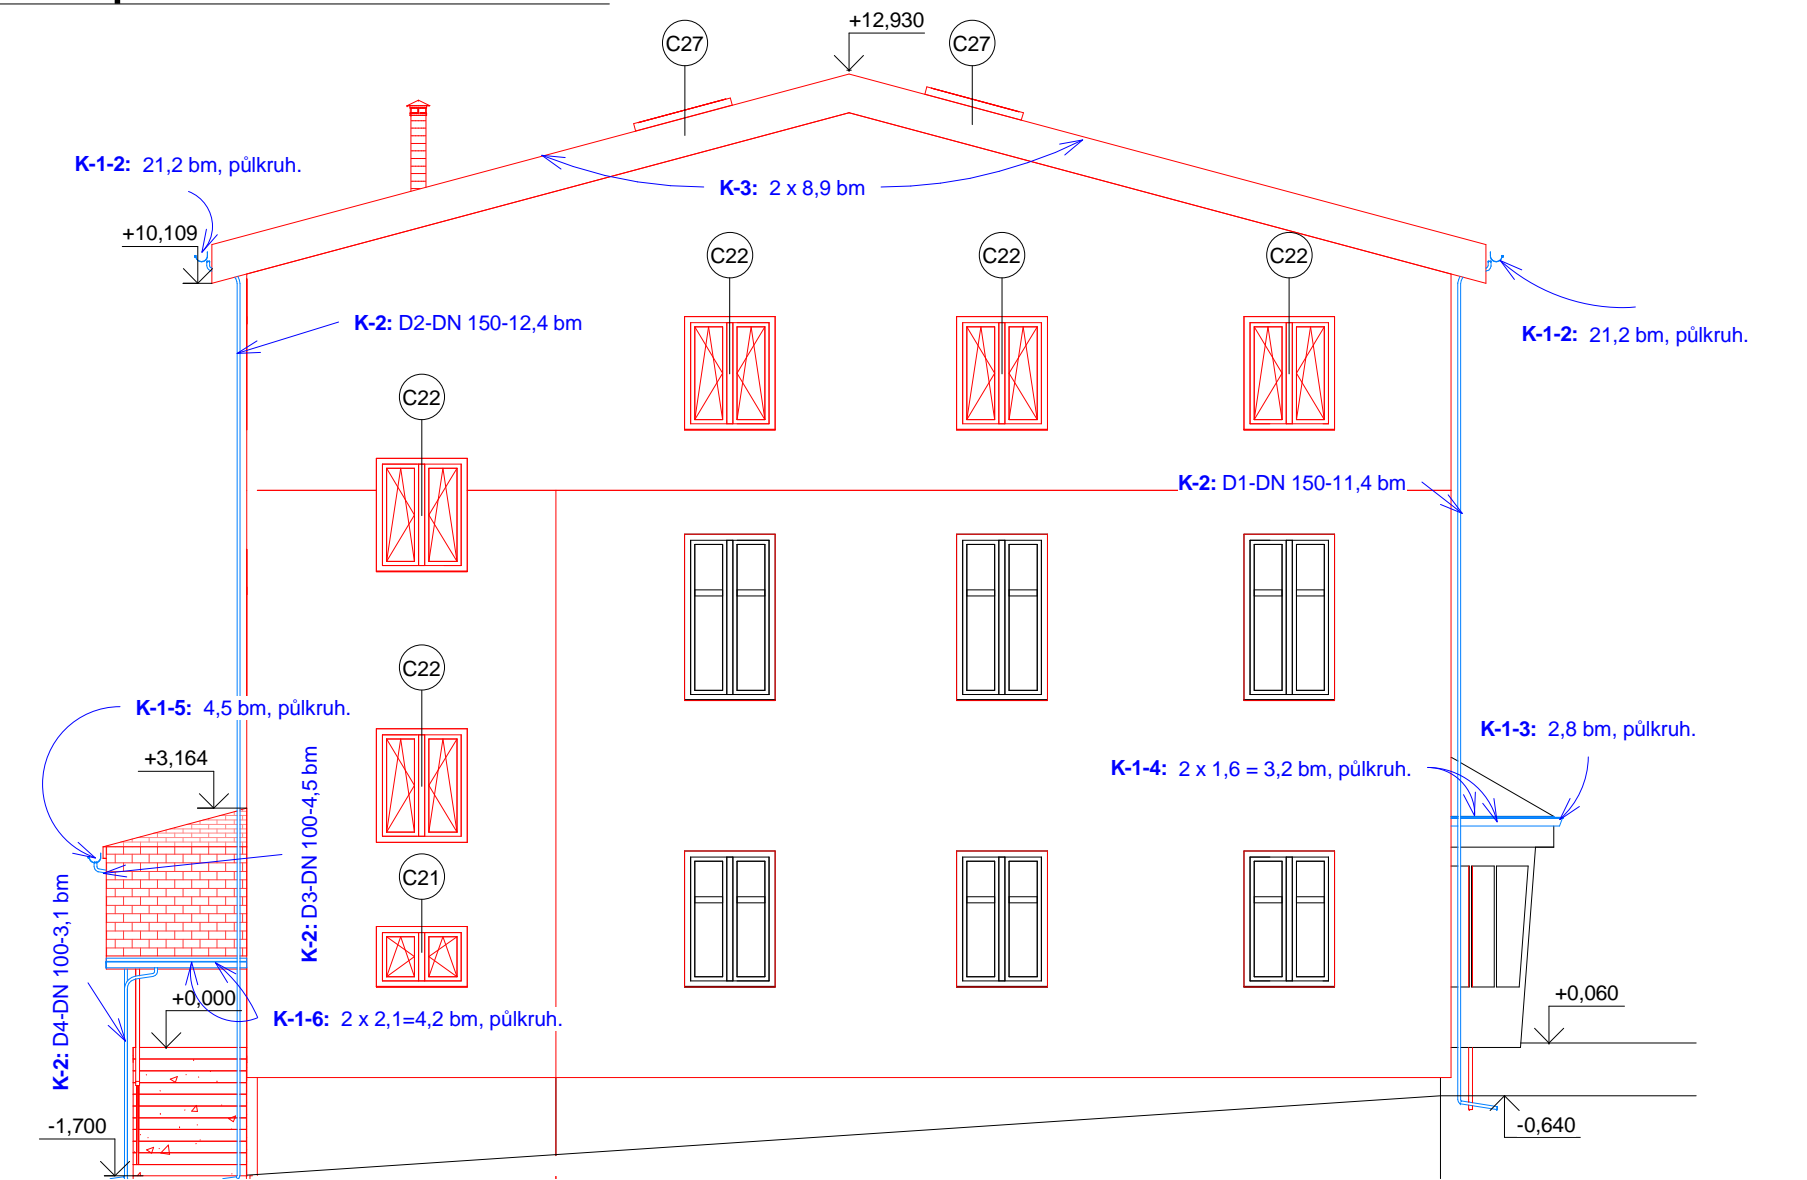 +12,930
C27
C27
K-1-2: 21,2 bm, půlkruh.
K-3: 2 x 8,9 bm
+10,109
C22
C22
C22
K-2: D2-DN 150-12,4 bm
K-1-2: 21,2 bm, půlkruh.
C22
K-2: D1-DN 150-11,4 bm
C22
K-1-5: 4,5 bm, půlkruh.
K-1-3: 2,8 bm, půlkruh.
+3,164
K-1-4: 2 x 1,6 = 3,2 bm, půlkruh.
K-2: D3-DN 100-4,5 bm
C21
K-2: D4-DN 100-3,1 bm
+0,000
+0,060
K-1-6: 2 x 2,1=4,2 bm, půlkruh.
-1,700
-0,640